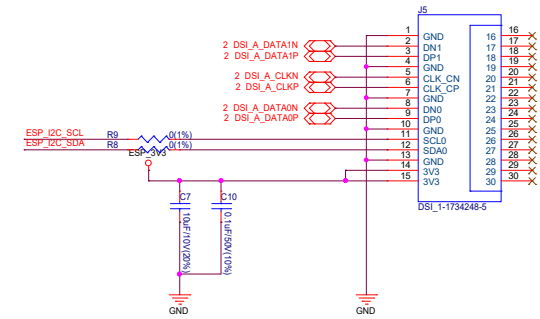 J5
1 GND 16 16
2 DSI_A_DATA1N 2 DN1 17 17
2 DSI_A_DATA1P 3 DP1 18 18
4 GND 19 19
2 DSI_A_CLKN 5 CLK_CN 20 20
2 DSI_A_CLKP 6 CLK_CP 21 21
7 GND 22 22
2 DSI_A_DATA0N 8 DN0 23 23
2 DSI_A_DATA0P 9 DP0 24 24
10 GND 25 25
ESP_I2C_SCL R9 0(1%) 11 SCL0 26 26
ESP_I2C_SDA R8 0(1%) 12 SDA0 27 27
ESP_3V3 13 GND 28 28
14 3V3 29 29
15 3V3 30 30
DSI_1-1734248-5
C7
10uF/10V(20%)
C10
0.1uF/50V(10%)
GND
GND